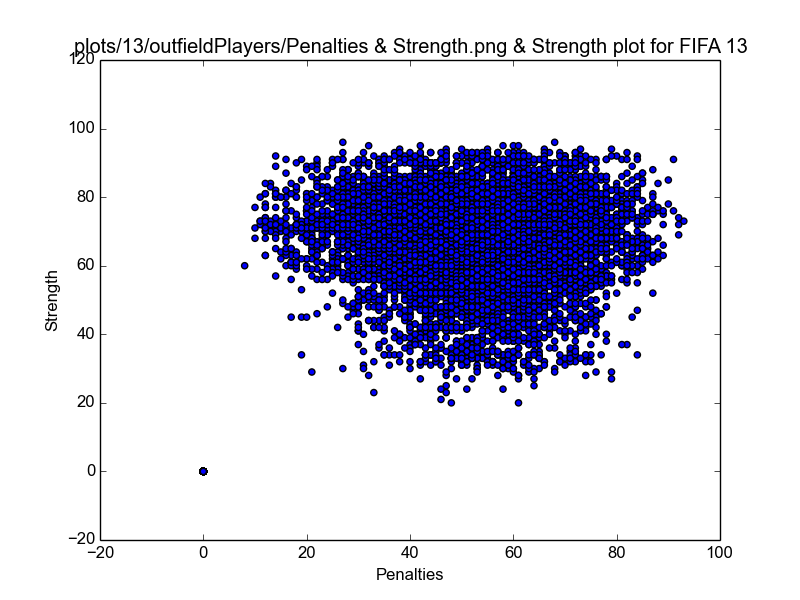 plots/13/outfieldPlayers/Penalties & Strength.png & Strength plot for FIFA 13
120
100
80
60
40
20
0
−20
Strength
−20 0 20 40 60 80 100
Penalties